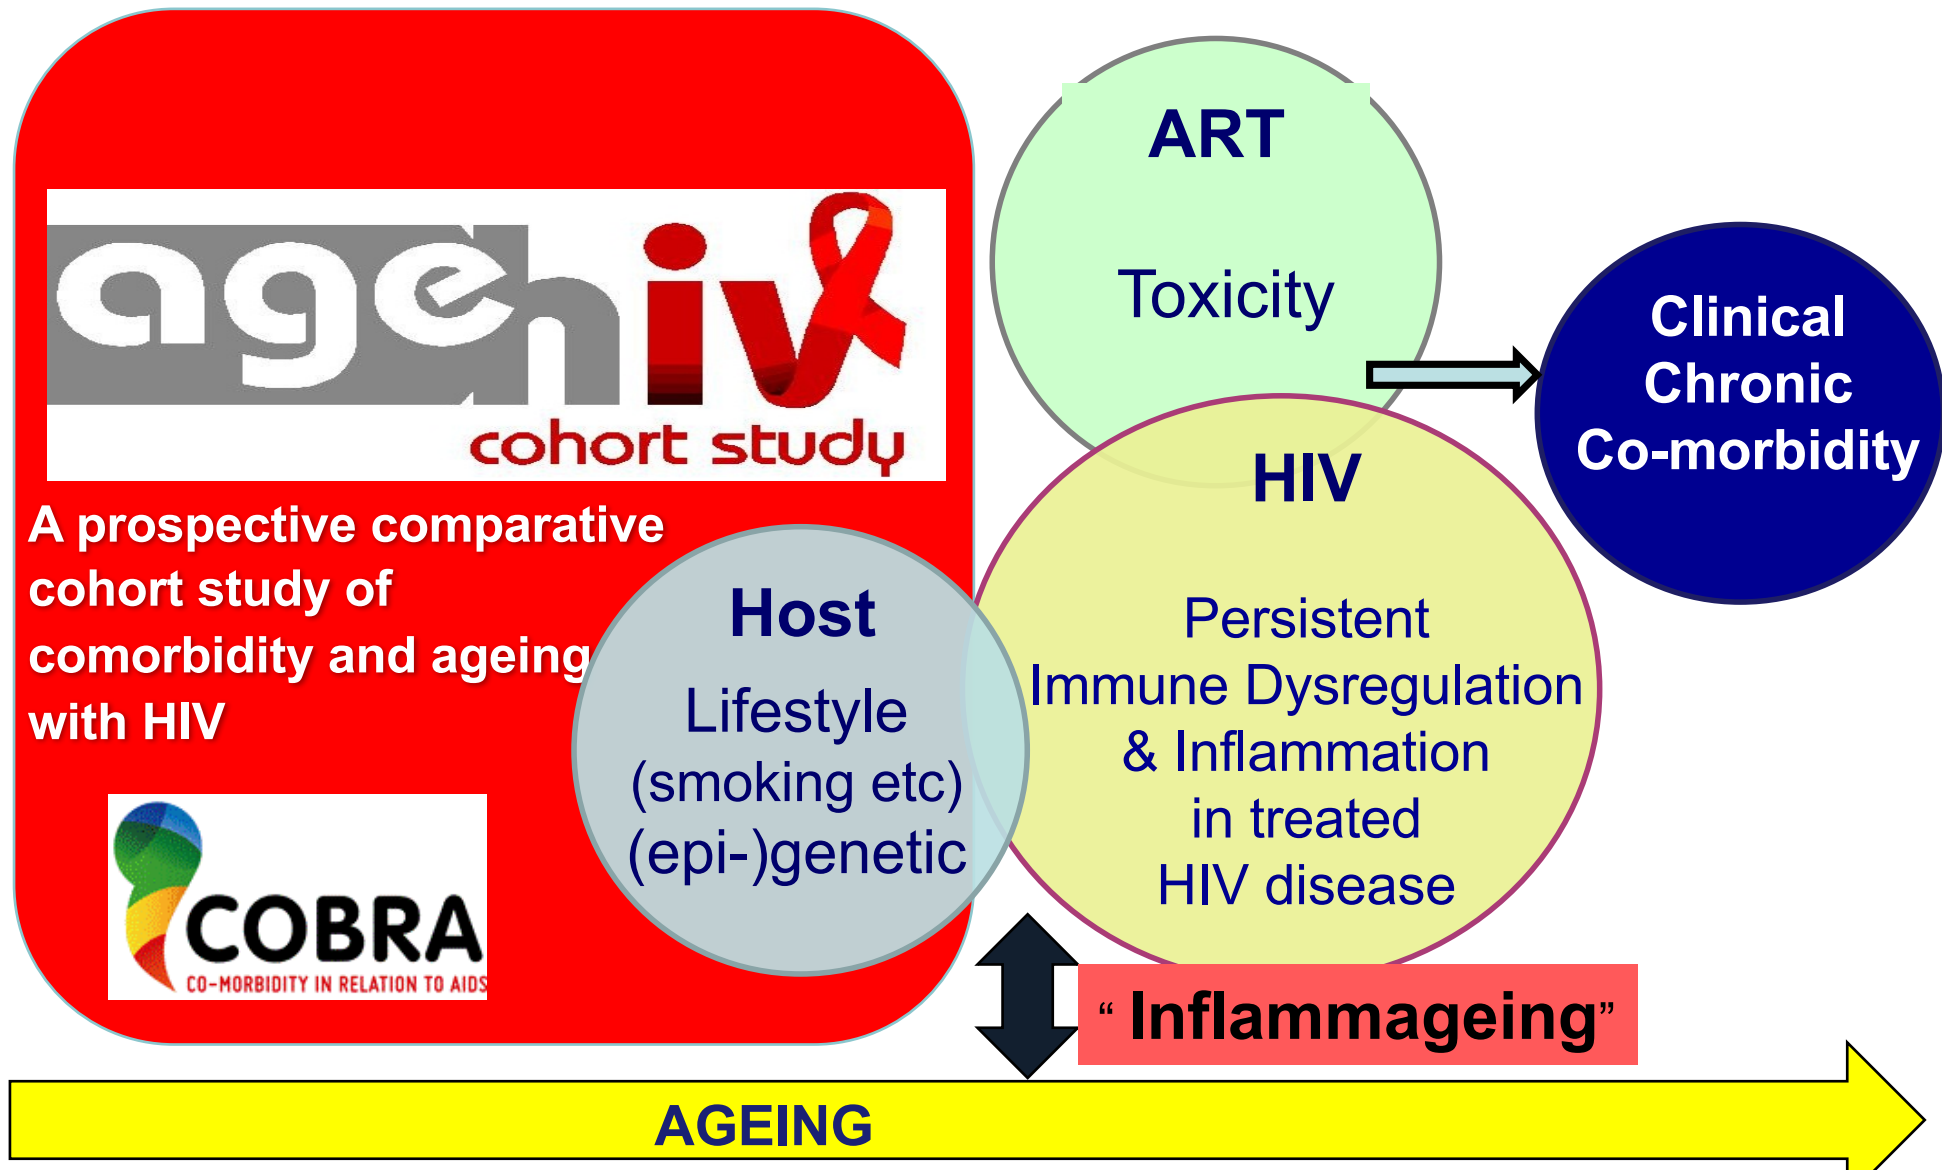 agehiv
cohort study
A prospective comparative
cohort study of
comorbidity and ageing
with HIV
COBRA
CO-MORBIDITY IN RELATION TO AIDS
Host
Lifestyle
(smoking etc)
(epi-)genetic
ART
Toxicity
HIV
Persistent
Immune Dysregulation
& Inflammation
in treated
HIV disease
Clinical
Chronic
Co-morbidity
“ Inflammageing”
AGEING